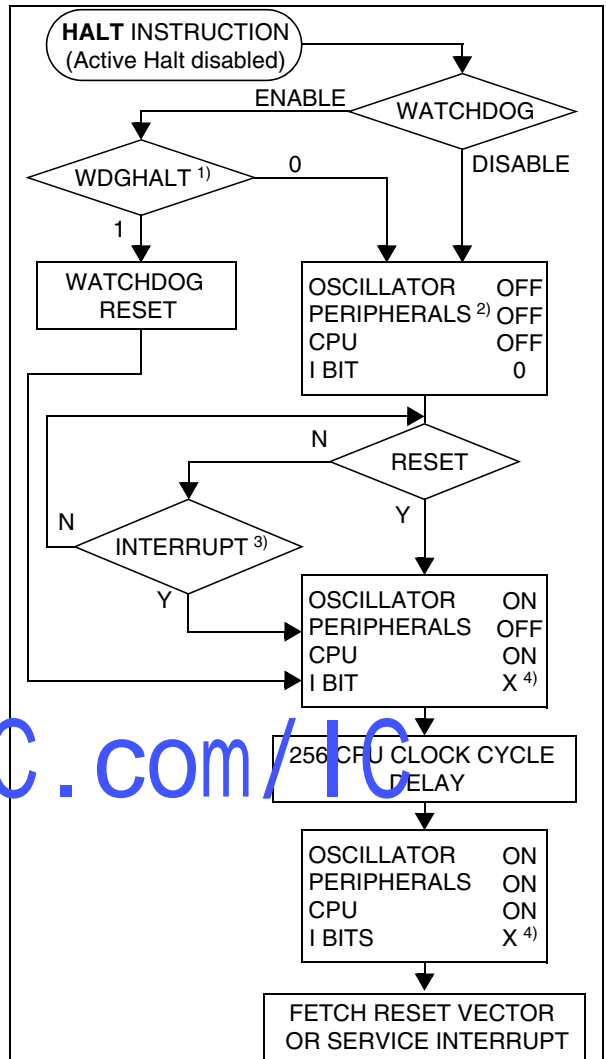 HALT INSTRUCTION
(Active Halt disabled)
ENABLE
WATCHDOG
WDGHALT 1)
0
DISABLE
1
WATCHDOG
RESET
OSCILLATOR OFF
PERIPHERALS 2) OFF
CPU OFF
I BIT 0
N
RESET
N
Y
INTERRUPT 3)
Y
OSCILLATOR ON
PERIPHERALS OFF
CPU ON
I BIT X 4)
C.com/IC
256 CPU CLOCK CYCLE
DELAY
OSCILLATOR ON
PERIPHERALS ON
CPU ON
I BITS X 4)
FETCH RESET VECTOR
OR SERVICE INTERRUPT